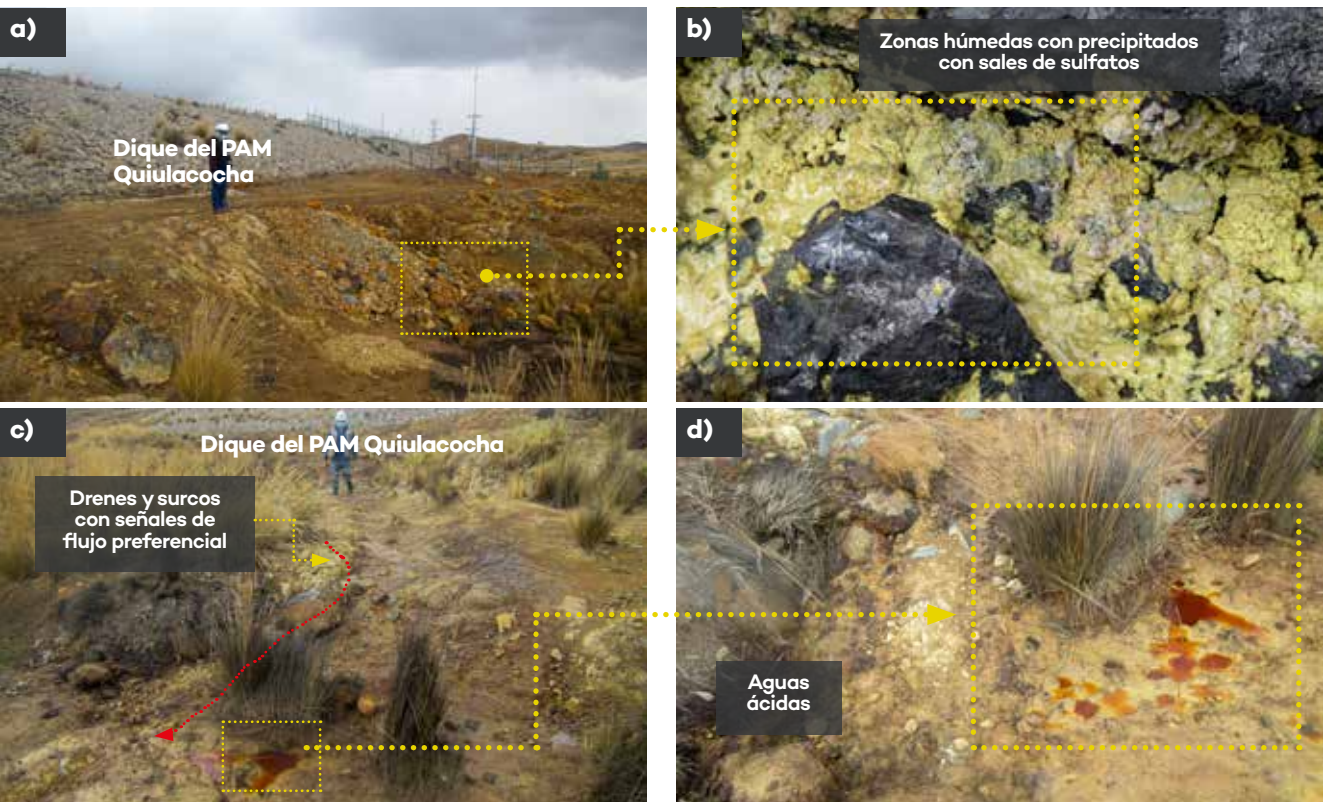 a)
Dique del PAM
Quiulacocha
b)
Zonas húmedas con precipitados
con sales de sulfatos
c)
Dique del PAM Quiulacocha
Drenes y surcos
con señales de
flujo preferencial
d)
Aguas
ácidas